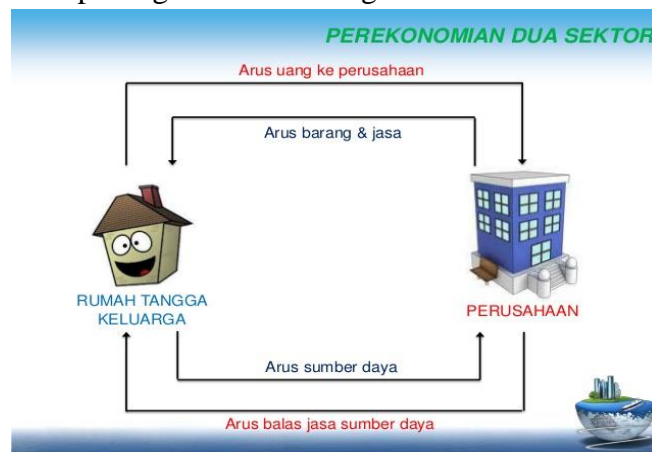 PEREKONOMIAN DUA SEKTOR
Arus uang ke perusahaan
Arus barang & jasa
RUMAH TANGGA
KELUARGA
PERUSAHAAN
Arus sumber daya
Arus balas jasa sumber daya